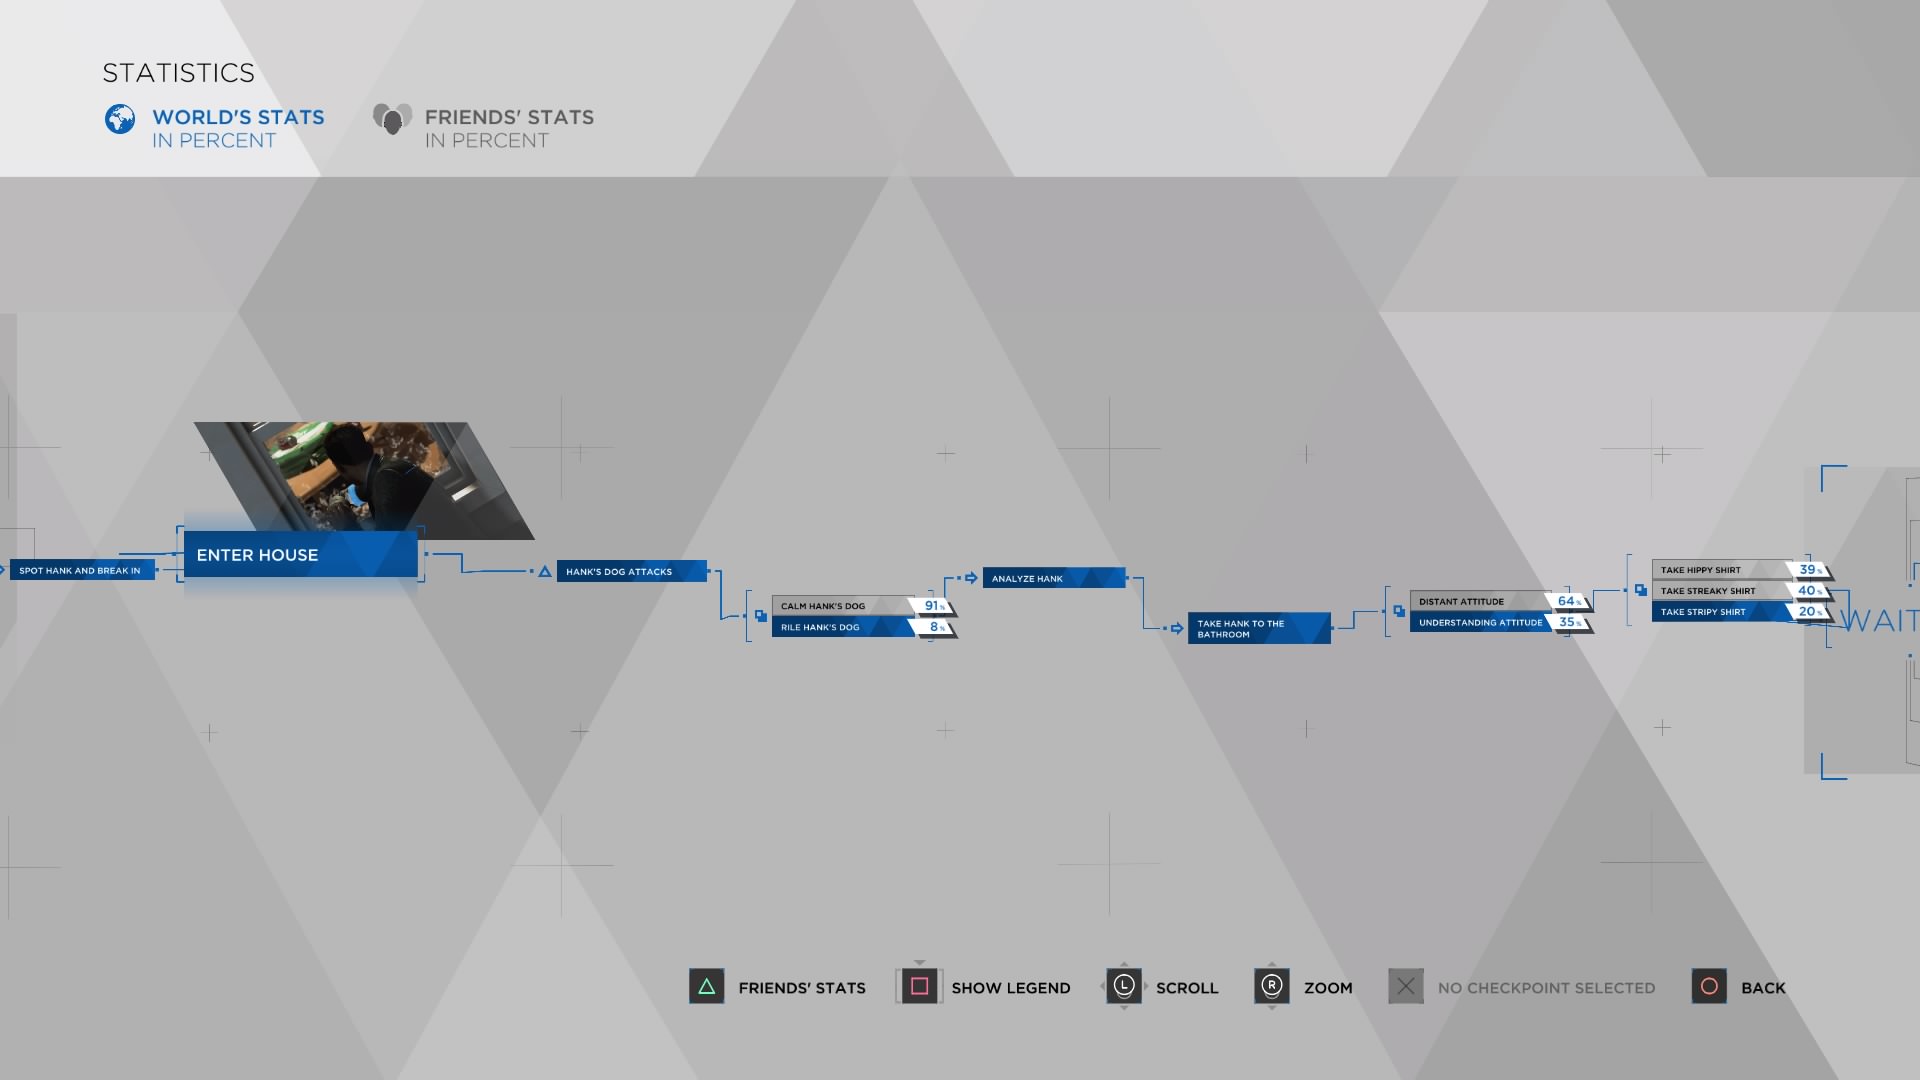 STATISTICS
WORLD'S STATS
IN PERCENT
FRIENDS' STATS
IN PERCENT
SPOT HANK AND BREAK IN
ENTER HOUSE
HANK'S DOG ATTACKS
CALM HANK'S DOG 91%
RILE HANK'S DOG 8%
ANALYZE HANK
TAKE HANK TO THE
BATHROOM
DISTANT ATTITUDE 64%
UNDERSTANDING ATTITUDE 35%
TAKE HIPPY SHIRT 39%
TAKE STREAKY SHIRT 40%
TAKE STRIPY SHIRT 20%
WAIT
FRIENDS' STATS
L
SHOW LEGEND
SCROLL
R
ZOOM
NO CHECKPOINT SELECTED
BACK